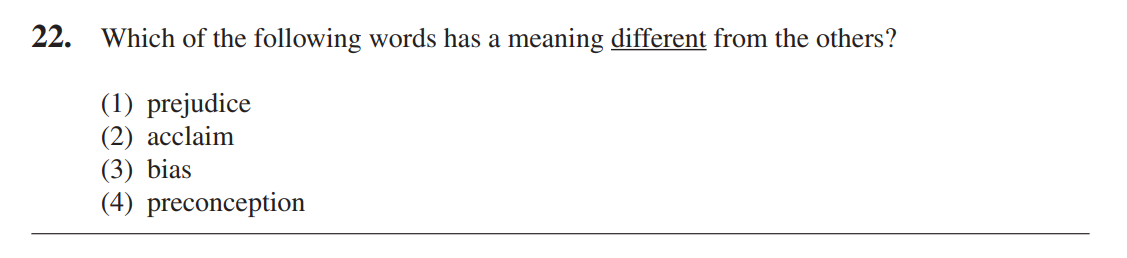 22. Which of the following words has a meaning different from the others?
(1) prejudice
(2) acclaim
(3) bias
(4) preconception